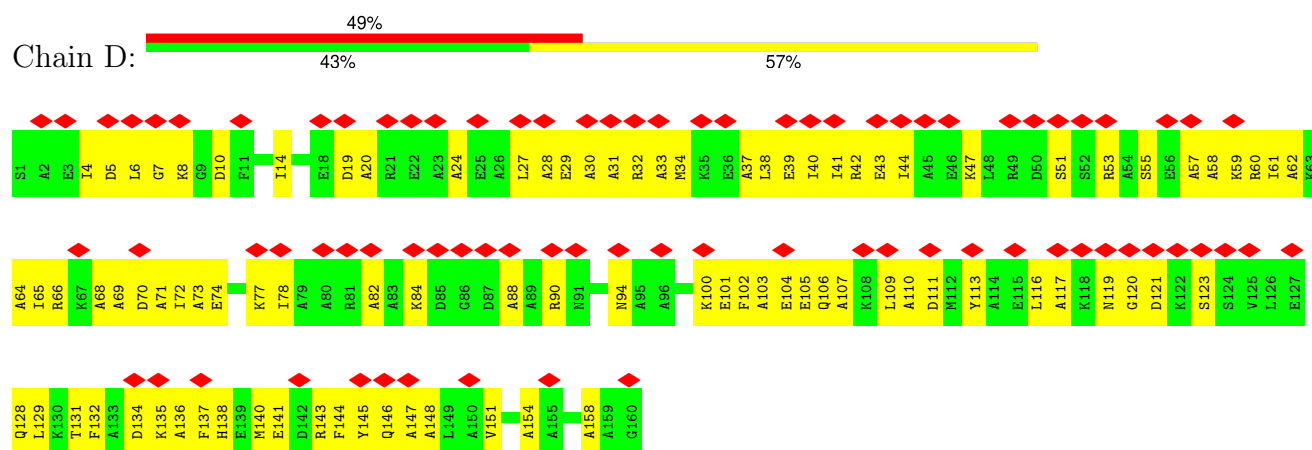 49%
Chain D:
43% 57%
S1 A2 E3 I4 D5 L6 G7 K8 G9 D10 F11 I14 E18 D19 A20 R21 E22 A23 A24 E25 A26 L27 A28 E29 A30 A31 R32 A33 M34 K35 E36 A37 L38 E39 I40 I41 R42 E43 I44 A45 E46 K47 L48 R49 D50 S51 S52 R53 A54 S55 E56 A57 A58 K59 R60 I61 A62 K63
A64 I65 R66 K67 A68 A69 D70 A71 I72 A73 E74 K77 I78 A79 A80 R81 A82 A83 K84 D85 G86 D87 A88 A89 R90 N91 N94 A95 A96 K100 E101 F102 A103 E104 E105 Q106 A107 K108 L109 A110 D111 M112 Y113 A114 E115 L116 A117 K118 N119 G120 D121 K122 S123 S124 V125 L126 E127
Q128 L129 K130 T131 F132 A133 D134 K135 A136 F137 H138 E139 M140 E141 D142 R143 F144 Y145 Q146 A147 A148 L149 A150 V151 A154 A155 A158 A159 G160